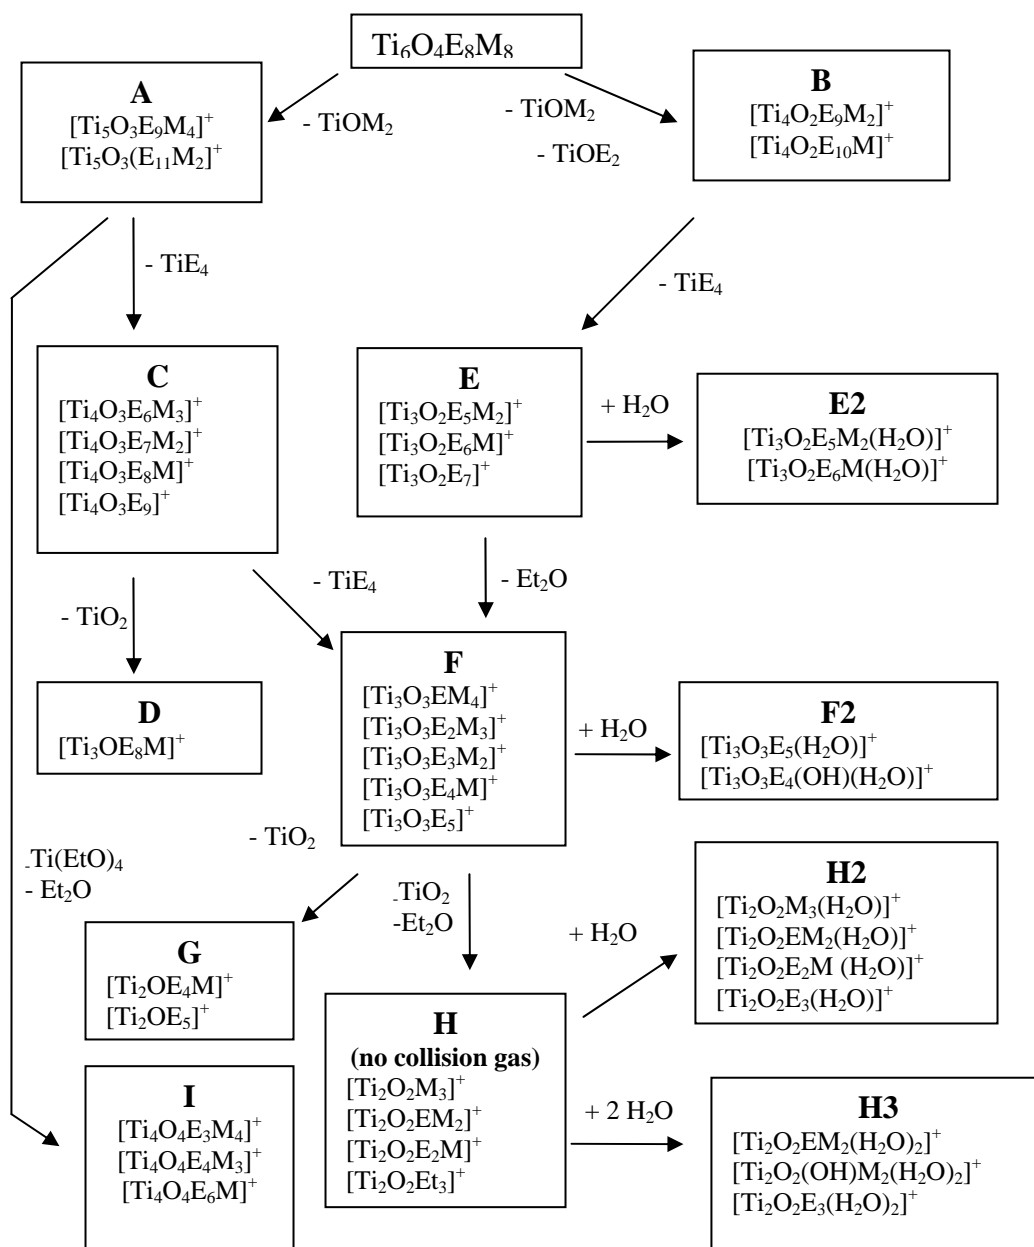 Ti₆O₄E₈M₈
A
[Ti₅O₃E₉M₄]⁺
[Ti₅O₃(E₁₁M₂]⁺
- TiOM₂
- TiOM₂
- TiOE₂
B
[Ti₄O₂E₉M₂]⁺
[Ti₄O₂E₁₀M]⁺
- TiE₄
- TiE₄
C
[Ti₄O₃E₆M₃]⁺
[Ti₄O₃E₇M₂]⁺
[Ti₄O₃E₈M]⁺
[Ti₄O₃E₉]⁺
E
[Ti₃O₂E₅M₂]⁺
[Ti₃O₂E₆M]⁺
[Ti₃O₂E₇]⁺
+ H₂O
E2
[Ti₃O₂E₅M₂(H₂O)]⁺
[Ti₃O₂E₆M(H₂O)]⁺
- TiO₂
- TiE₄
- Et₂O
D
[Ti₃OE₈M]⁺
F
[Ti₃O₃EM₄]⁺
[Ti₃O₃E₂M₃]⁺
[Ti₃O₃E₃M₂]⁺
[Ti₃O₃E₄M]⁺
[Ti₃O₃E₅]⁺
+ H₂O
F2
[Ti₃O₃E₅(H₂O)]⁺
[Ti₃O₃E₄(OH)(H₂O)]⁺
-Ti(EtO)₄
- Et₂O
- TiO₂
-TiO₂
-Et₂O
G
[Ti₂OE₄M]⁺
[Ti₂OE₅]⁺
+ H₂O
H2
[Ti₂O₂M₃(H₂O)]⁺
[Ti₂O₂EM₂(H₂O)]⁺
[Ti₂O₂E₂M (H₂O)]⁺
[Ti₂O₂E₃(H₂O)]⁺
H
(no collision gas)
[Ti₂O₂M₃]⁺
[Ti₂O₂EM₂]⁺
[Ti₂O₂E₂M]⁺
[Ti₂O₂Et₃]⁺
I
[Ti₄O₄E₃M₄]⁺
[Ti₄O₄E₄M₃]⁺
[Ti₄O₄E₆M]⁺
+ 2 H₂O
H3
[Ti₂O₂EM₂(H₂O)₂]⁺
[Ti₂O₂(OH)M₂(H₂O)₂]⁺
[Ti₂O₂E₃(H₂O)₂]⁺